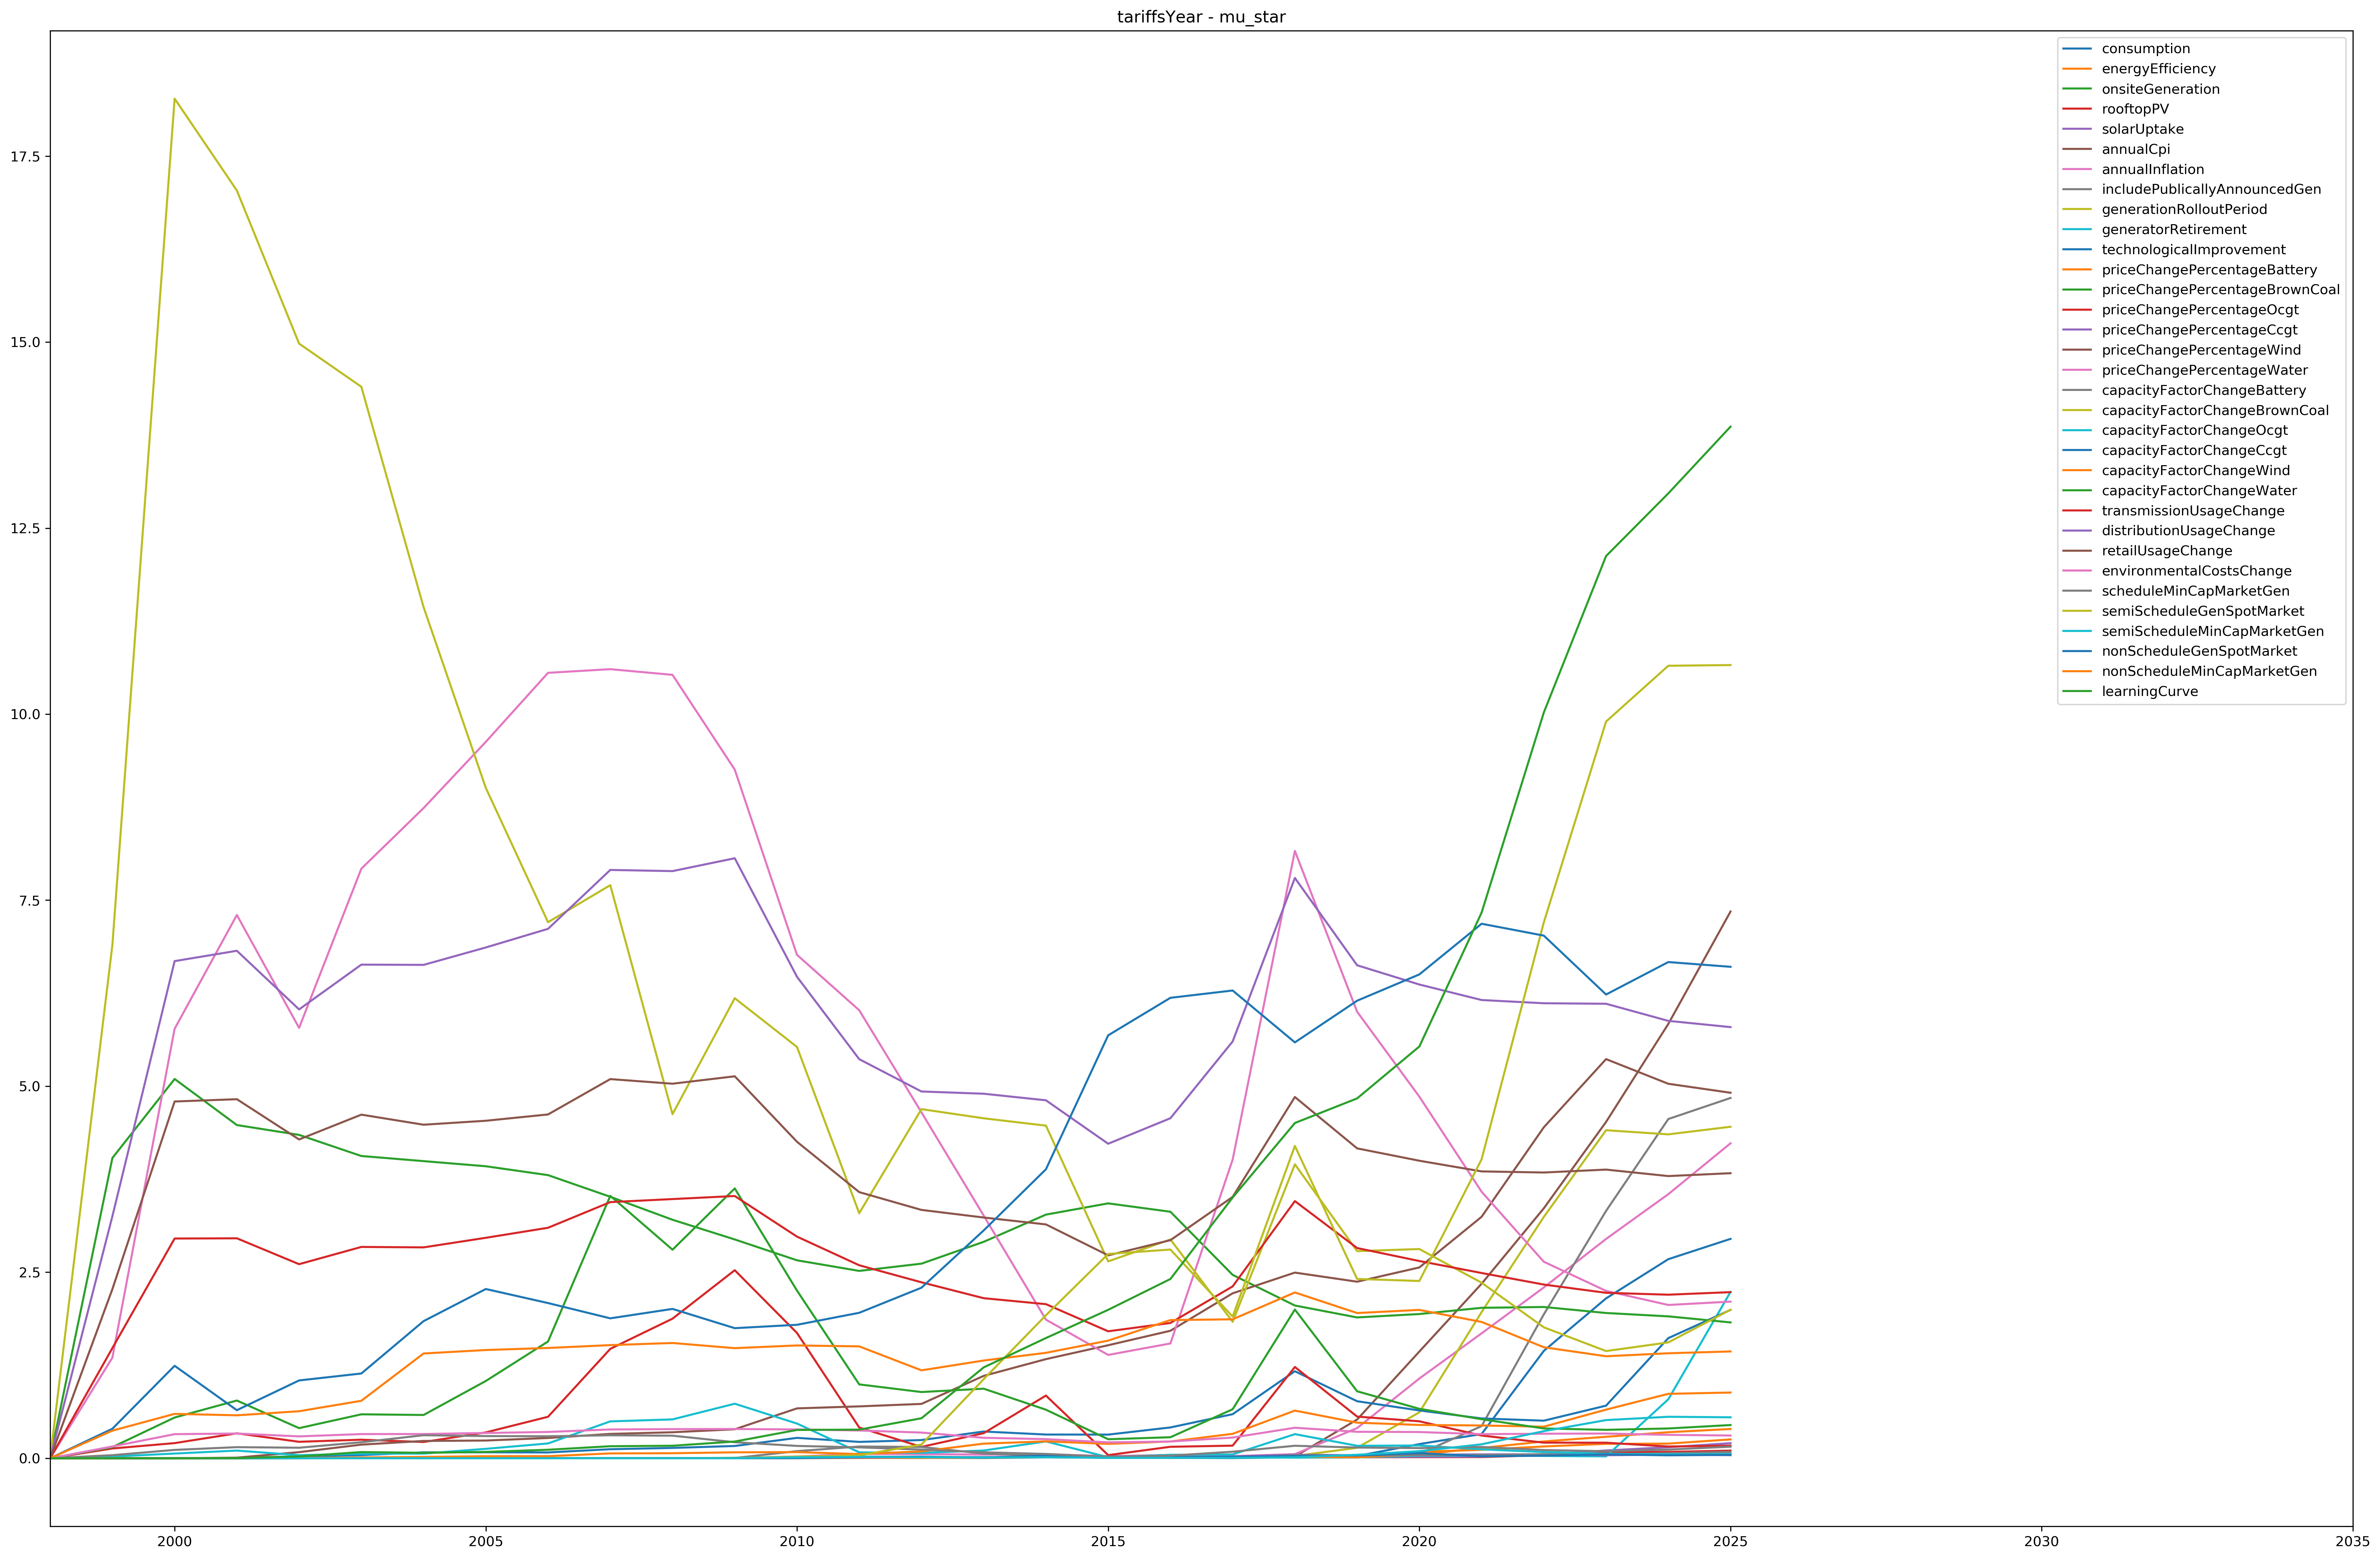 tariffsYear - mu_star
17.5
15.0
12.5
10.0
7.5
5.0
2.5
0.0
2000 2005 2010 2015 2020 2025 2030 2035
consumption
energyEfficiency
onsiteGeneration
rooftopPV
solarUptake
annualCpi
annualInflation
includePublicallyAnnouncedGen
generationRolloutPeriod
generatorRetirement
technologicalImprovement
priceChangePercentageBattery
priceChangePercentageBrownCoal
priceChangePercentageOcgt
priceChangePercentageCcgt
priceChangePercentageWind
priceChangePercentageWater
capacityFactorChangeBattery
capacityFactorChangeBrownCoal
capacityFactorChangeOcgt
capacityFactorChangeCcgt
capacityFactorChangeWind
capacityFactorChangeWater
transmissionUsageChange
distributionUsageChange
retailUsageChange
environmentalCostsChange
scheduleMinCapMarketGen
semiScheduleGenSpotMarket
semiScheduleMinCapMarketGen
nonScheduleGenSpotMarket
nonScheduleMinCapMarketGen
learningCurve